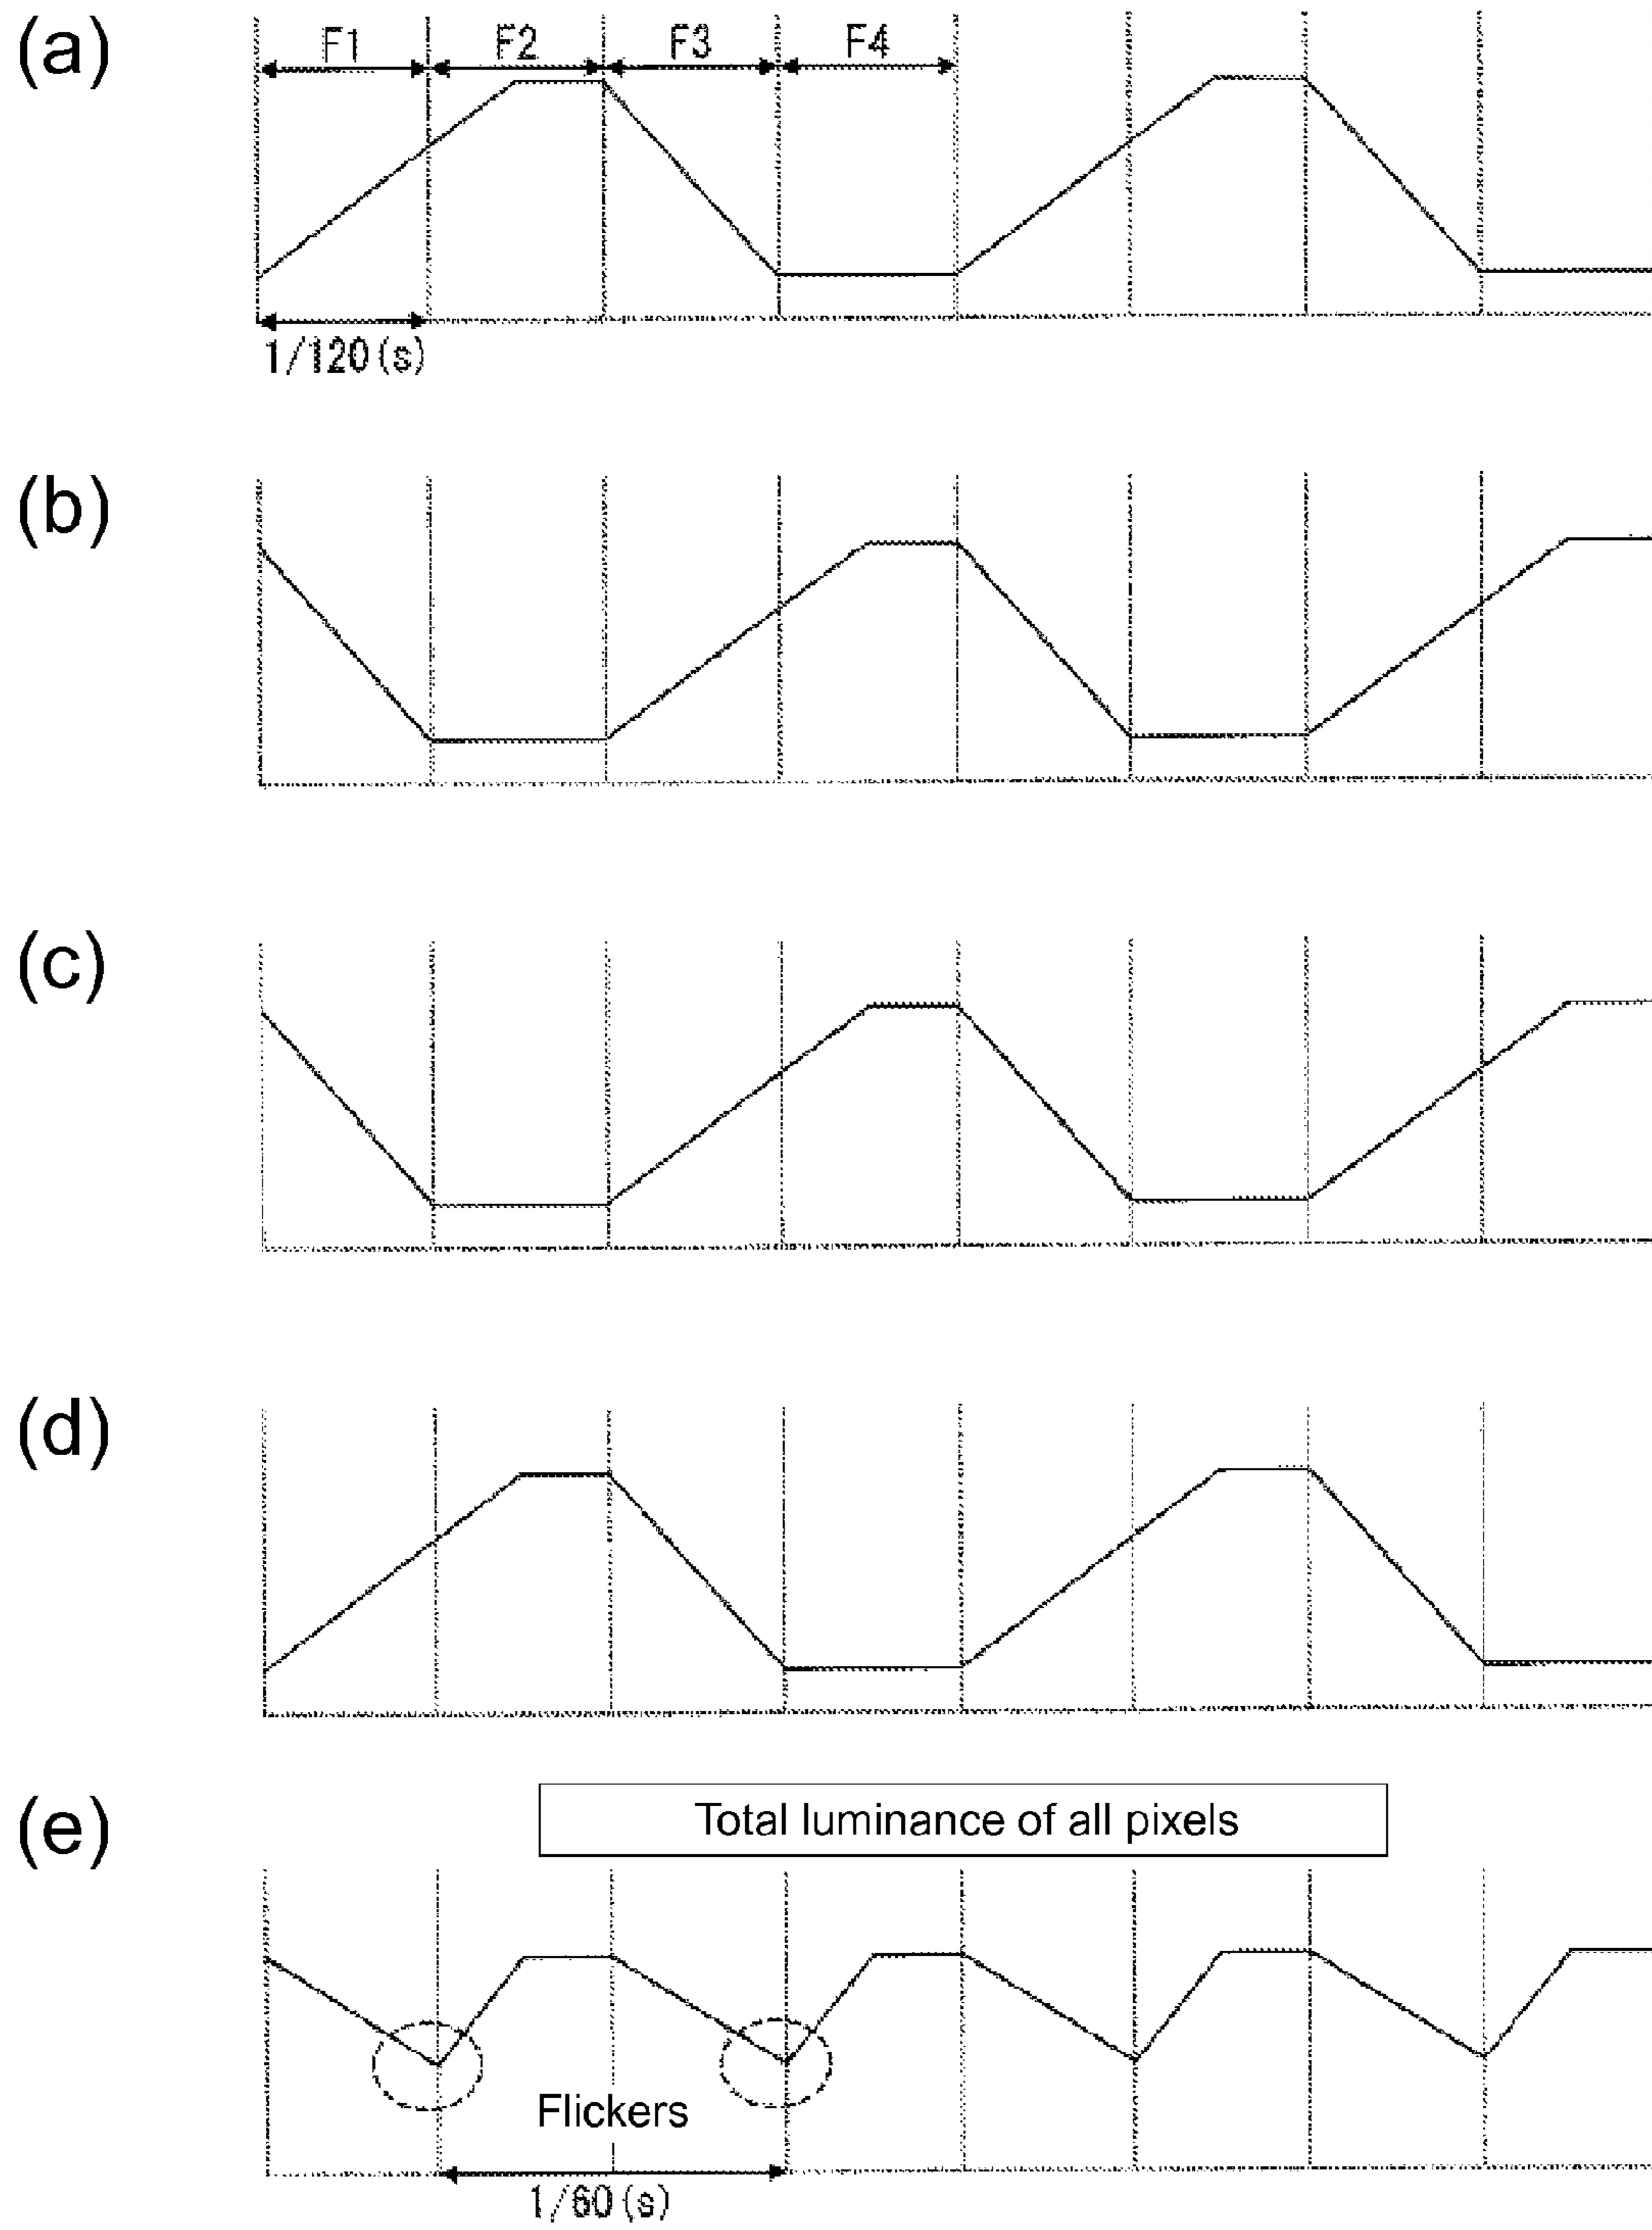 (a)
F1 F2 F3 F4
1/120(s)
(b)
(c)
(d)
(e)
Total luminance of all pixels
Flickers
1/60(s)